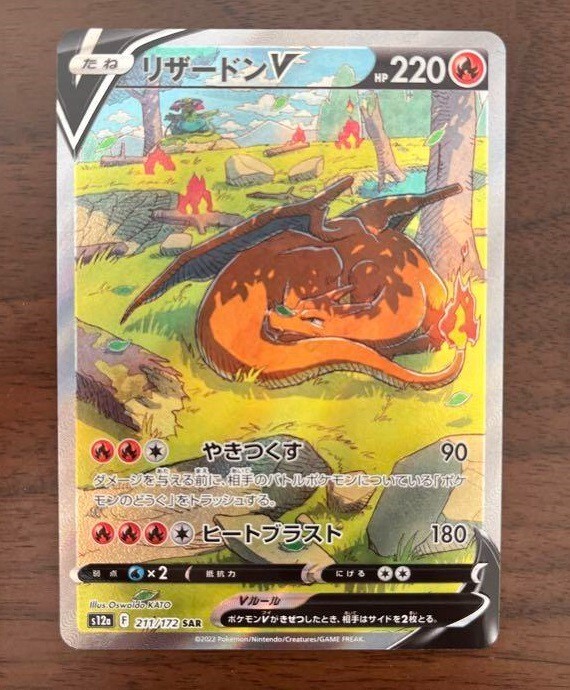 たね リザードンV HP 220
やきつくす 90
ダメージを与える前に、相手のバトルポケモンについている「ポケ
モンのどうぐ」をトラッシュする。
ヒートブラスト 180
弱点 ×2 抵抗力 にげる
Illus. Oswaldo KATO
Vルール
ポケモンVがきぜつしたとき、相手はサイドを2枚とる。
s12a F 211/172 SAR
©2022 Pokémon/Nintendo/Creatures/GAME FREAK.